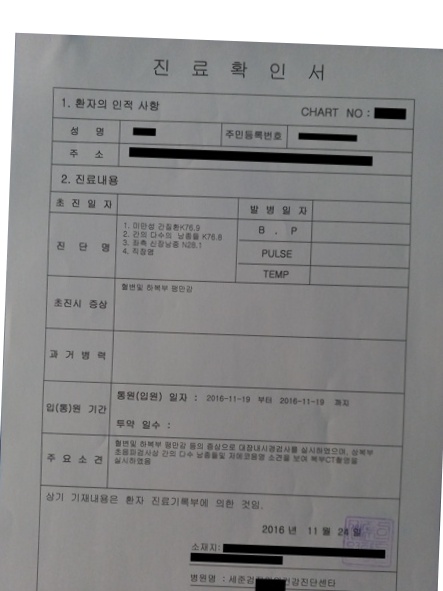 진 료 확 인 서
1. 환자의 인적 사항
CHART NO :
성 명
주민등록번호
주 소
2. 진료내용
초 진 일 자
발 병 일 자
진 단 명
1. 미만성 간질환K76.9
2. 간의 다수의 낭종들 K76.8
3. 좌측 신장낭종 N28.1
4. 직장염
B . P
PULSE
TEMP
초진시 증상
혈변및 하복부 팽만감
과 거 병 력
입(통)원 기간
통원(입원) 일자 : 2016-11-19 부터 2016-11-19 까지
투약 일수 :
주 요 소 견
혈변및 하복부 팽만감 등의 증상으로 대장내시경검사를 실시하였으며, 상복부
초음파검사상 간의 다수 낭종들및 저에코음영 소견을 보여 복부CT촬영을
실시하였음
상기 기재내용은 환자 진료기록부에 의한 것임.
2016 년 11 월 24 일
소재지:
병원명 : 세준검 건강진단센타